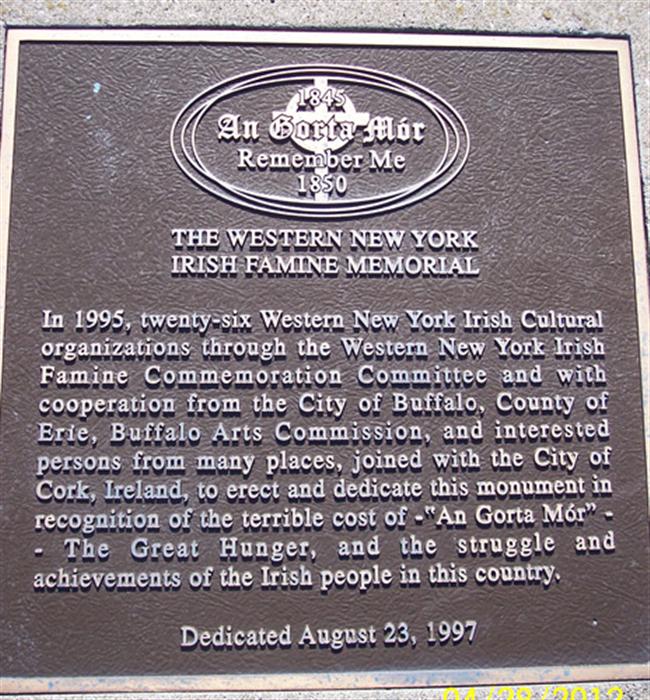 1845
An Gorta Mór
Remember Me
1850
THE WESTERN NEW YORK
IRISH FAMINE MEMORIAL
In 1995, twenty-six Western New York Irish Cultural
organizations through the Western New York Irish
Famine Commemoration Committee and with
cooperation from the City of Buffalo, County of
Erie, Buffalo Arts Commission, and interested
persons from many places, joined with the City of
Cork, Ireland, to erect and dedicate this monument in
recognition of the terrible cost of -"An Gorta Mór" -
- The Great Hunger, and the struggle and
achievements of the Irish people in this country.
Dedicated August 23, 1997